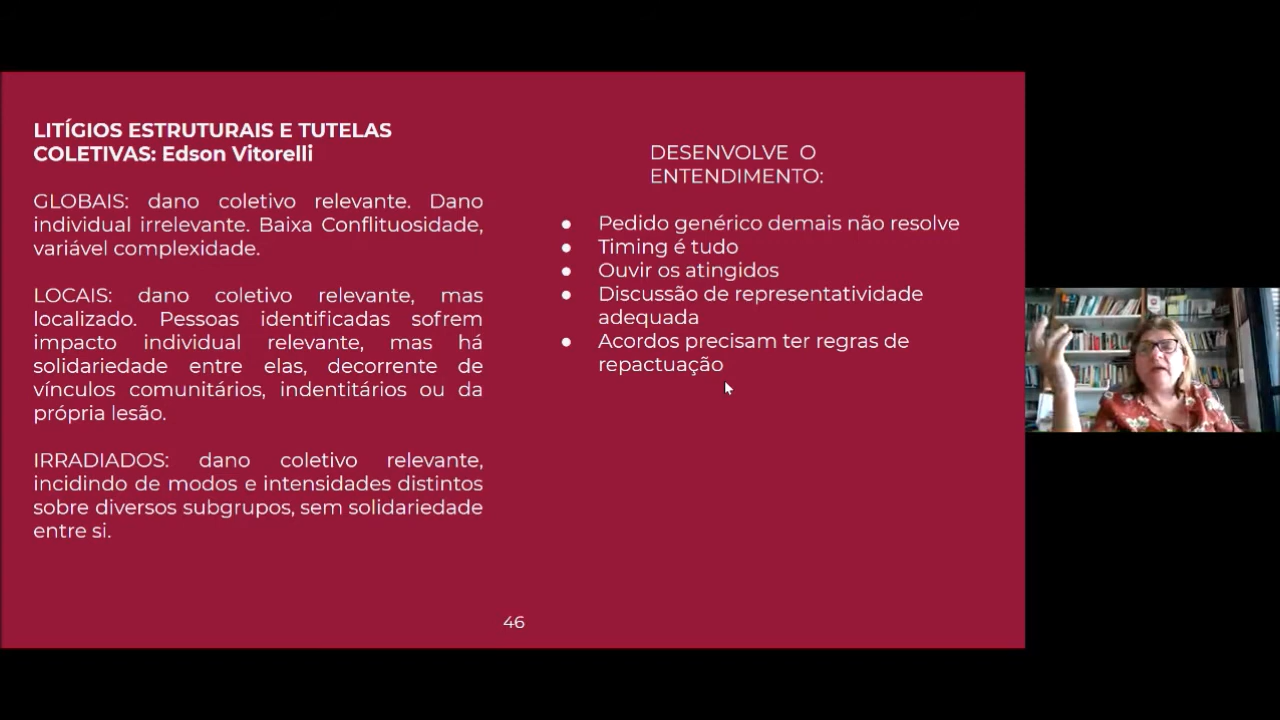 LITÍGIOS ESTRUTURAIS E TUTELAS
COLETIVAS: Edson Vitorelli
GLOBAIS: dano coletivo relevante. Dano
individual irrelevante. Baixa Conflituosidade,
variável complexidade.
LOCAIS: dano coletivo relevante, mas
localizado. Pessoas identificadas sofrem
impacto individual relevante, mas há
solidariedade entre elas, decorrente de
vínculos comunitários, indentitários ou da
própria lesão.
IRRADIADOS: dano coletivo relevante,
incidindo de modos e intensidades distintos
sobre diversos subgrupos, sem solidariedade
entre si.
DESENVOLVE O
ENTENDIMENTO:
● Pedido genérico demais não resolve
● Timing é tudo
● Ouvir os atingidos
● Discussão de representatividade
adequada
● Acordos precisam ter regras de
repactuação
46